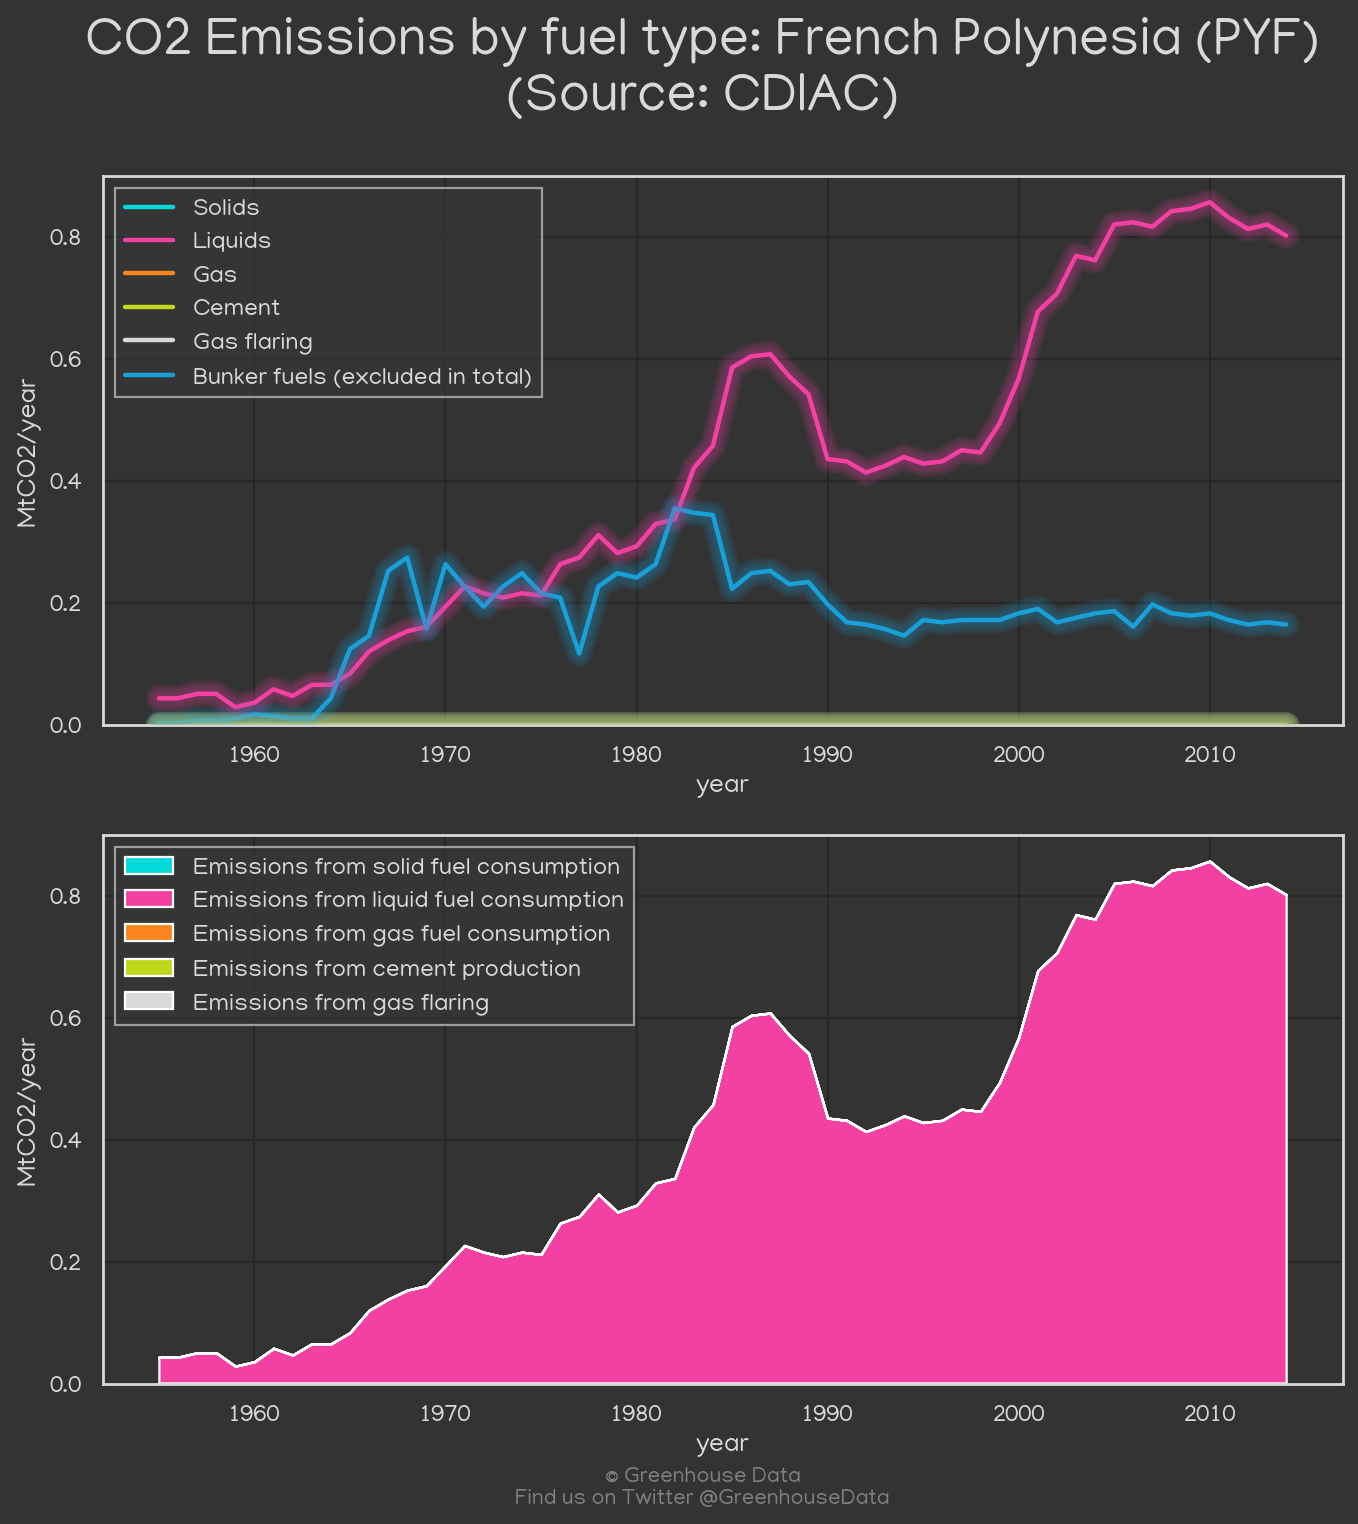 CO2 Emissions by fuel type: French Polynesia (PYF)
(Source: CDIAC)
Solids
Liquids
Gas
Cement
Gas flaring
Bunker fuels (excluded in total)
0.8
0.6
0.4
0.2
0.0
MtCO2/year
1960 1970 1980 1990 2000 2010
year
Emissions from solid fuel consumption
Emissions from liquid fuel consumption
Emissions from gas fuel consumption
Emissions from cement production
Emissions from gas flaring
0.8
0.6
0.4
0.2
0.0
MtCO2/year
1960 1970 1980 1990 2000 2010
year
© Greenhouse Data
Find us on Twitter @GreenhouseData